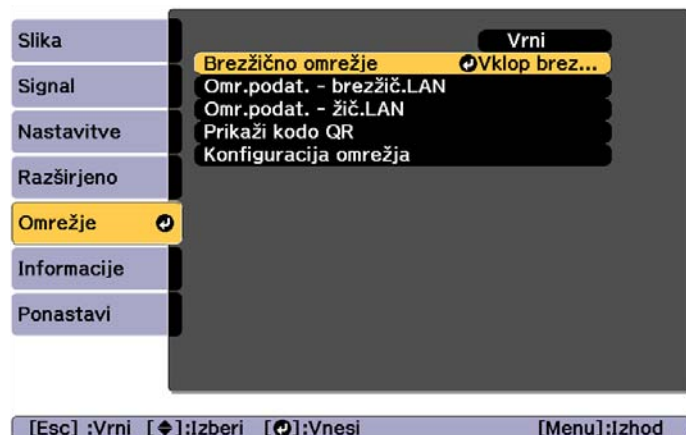 Slika
Signal
Nastavitve
Razširjeno
Omrežje
Informacije
Ponastavi
Vrni
Brezžično omrežje Vklop brez...
Omr.podat. - brezžič.LAN
Omr.podat. - žič.LAN
Prikaži kodo QR
Konfiguracija omrežja
[Esc] :Vrni [◆]:Izberi [↵]:Vnesi [Menu]:Izhod